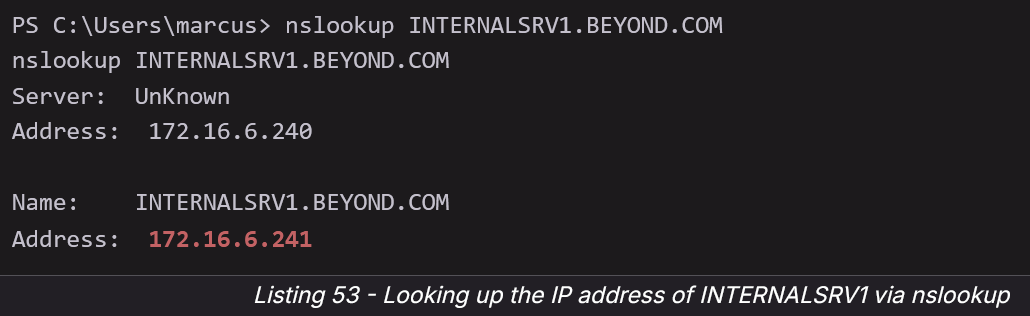 PS C:\Users\marcus> nslookup INTERNALSRV1.BEYOND.COM
nslookup INTERNALSRV1.BEYOND.COM
Server:  UnKnown
Address:  172.16.6.240

Name:    INTERNALSRV1.BEYOND.COM
Address:  172.16.6.241
Listing 53 - Looking up the IP address of INTERNALSRV1 via nslookup